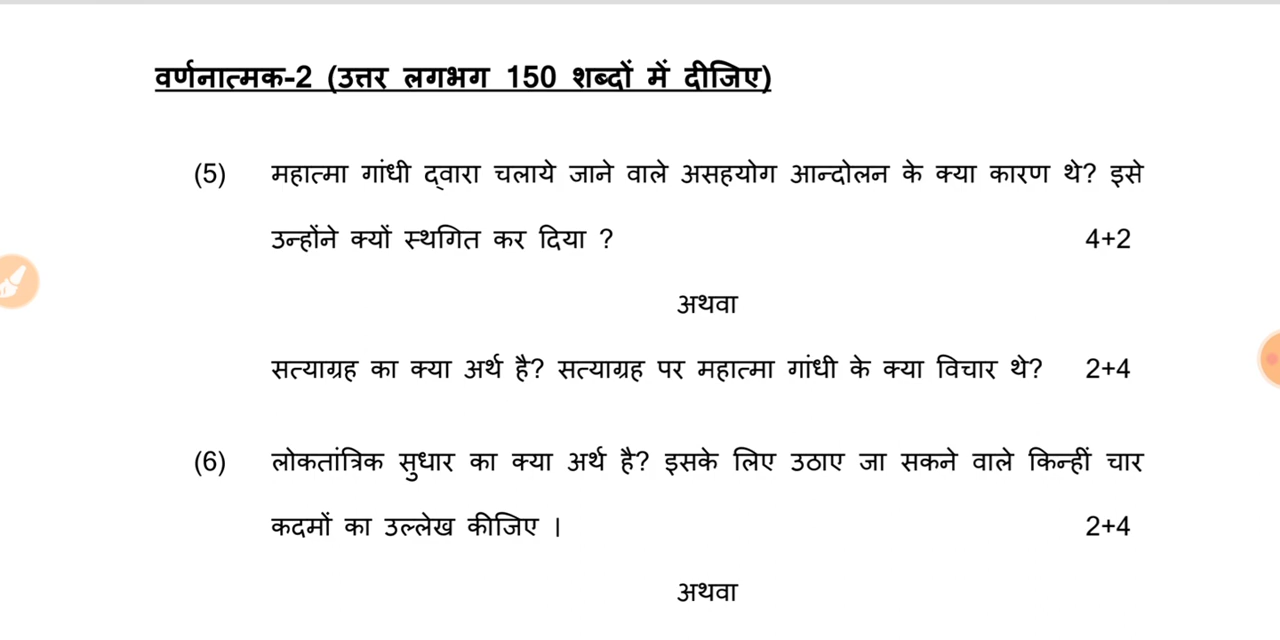 वर्णनात्मक-2 (उत्तर लगभग 150 शब्दों में दीजिए)
(5) महात्मा गांधी द्वारा चलाये जाने वाले असहयोग आन्दोलन के क्या कारण थे? इसे
उन्होंने क्यों स्थगित कर दिया ? 4+2
अथवा
सत्याग्रह का क्या अर्थ है? सत्याग्रह पर महात्मा गांधी के क्या विचार थे? 2+4
(6) लोकतांत्रिक सुधार का क्या अर्थ है? इसके लिए उठाए जा सकने वाले किन्हीं चार
कदमों का उल्लेख कीजिए । 2+4
अथवा